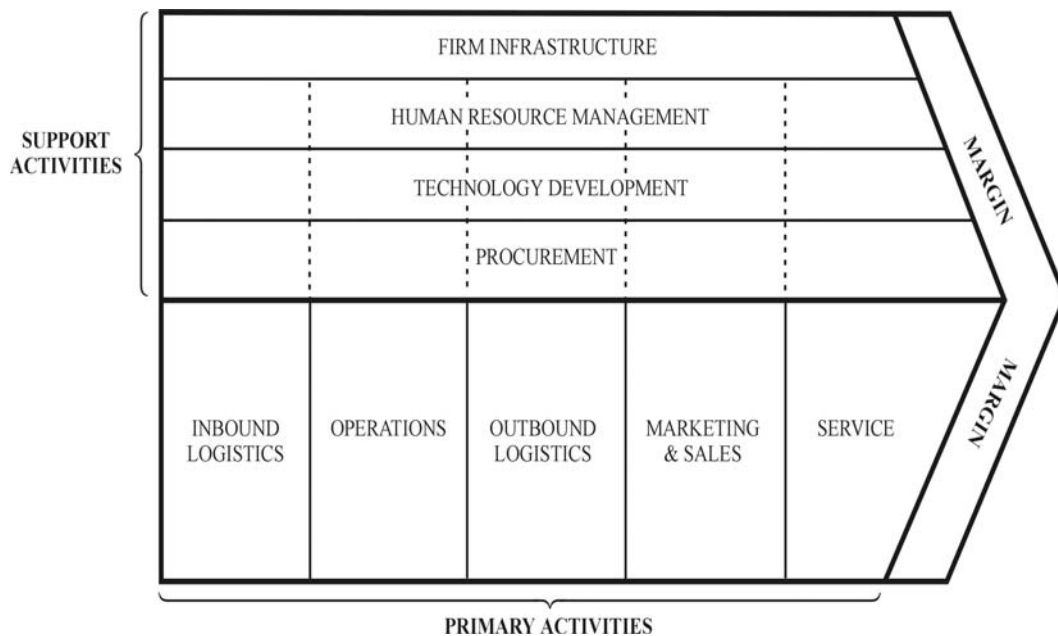 FIRM INFRASTRUCTURE
HUMAN RESOURCE MANAGEMENT
SUPPORT
ACTIVITIES
TECHNOLOGY DEVELOPMENT
PROCUREMENT
MARGIN
INBOUND
LOGISTICS
OPERATIONS
OUTBOUND
LOGISTICS
MARKETING
& SALES
SERVICE
MARGIN
PRIMARY ACTIVITIES